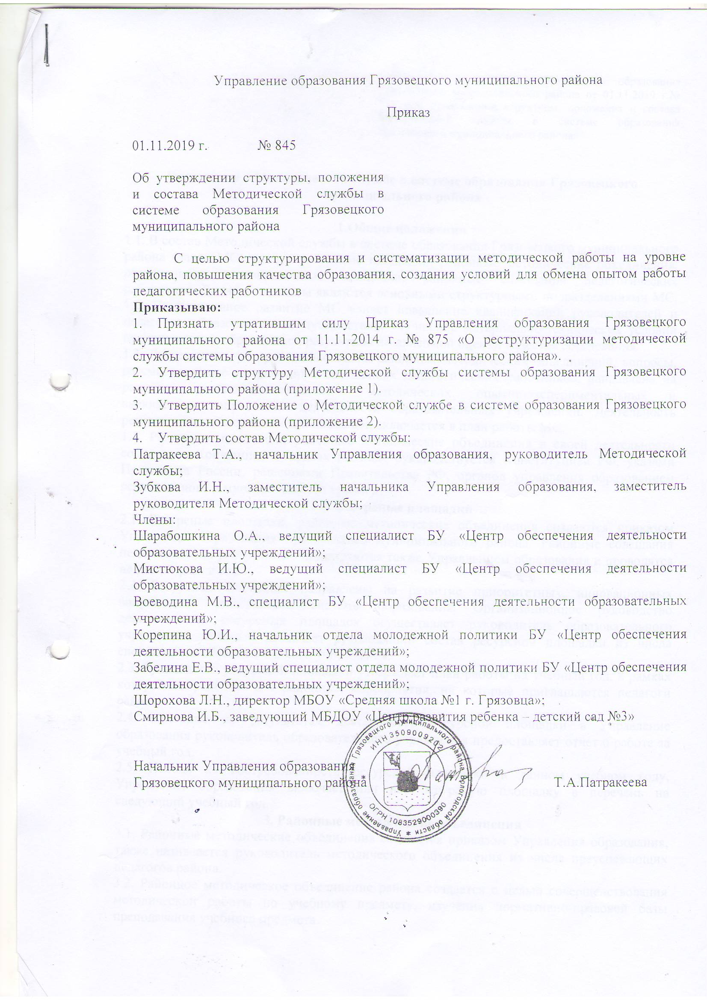 Управление образования Грязовецкого муниципального района
Приказ
01.11.2019 г. № 845
Об утверждении структуры, положения
и состава Методической службы в
системе образования Грязовецкого
муниципального района
С целью структурирования и систематизации методической работы на уровне
района, повышения качества образования, создания условий для обмена опытом работы
педагогических работников
Приказываю:
1. Признать утратившим силу Приказ Управления образования Грязовецкого
муниципального района от 11.11.2014 г. № 875 «О реструктуризации методической
службы системы образования Грязовецкого муниципального района».
2. Утвердить структуру Методической службы системы образования Грязовецкого
муниципального района (приложение 1).
3. Утвердить Положение о Методической службе в системе образования Грязовецкого
муниципального района (приложение 2).
4. Утвердить состав Методической службы:
Патракеева Т.А., начальник Управления образования, руководитель Методической
службы;
Зубкова И.Н., заместитель начальника Управления образования, заместитель
руководителя Методической службы;
Члены:
Шарабошкина О.А., ведущий специалист БУ «Центр обеспечения деятельности
образовательных учреждений»;
Мистюкова И.Ю., ведущий специалист БУ «Центр обеспечения деятельности
образовательных учреждений»;
Воеводина М.В., специалист БУ «Центр обеспечения деятельности образовательных
учреждений»;
Корепина Ю.И., начальник отдела молодежной политики БУ «Центр обеспечения
деятельности образовательных учреждений»;
Забелина Е.В., ведущий специалист отдела молодежной политики БУ «Центр обеспечения
деятельности образовательных учреждений»;
Шорохова Л.Н., директор МБОУ «Средняя школа №1 г. Грязовца»;
Смирнова И.Б., заведующий МБДОУ «Центр развития ребенка – детский сад №3»
Начальник Управления образования
Грязовецкого муниципального района Т.А.Патракеева
Управление образования Грязовецкого муниципального района Вологодской области
ИНН 3509009202
ОГРН 1083529000390